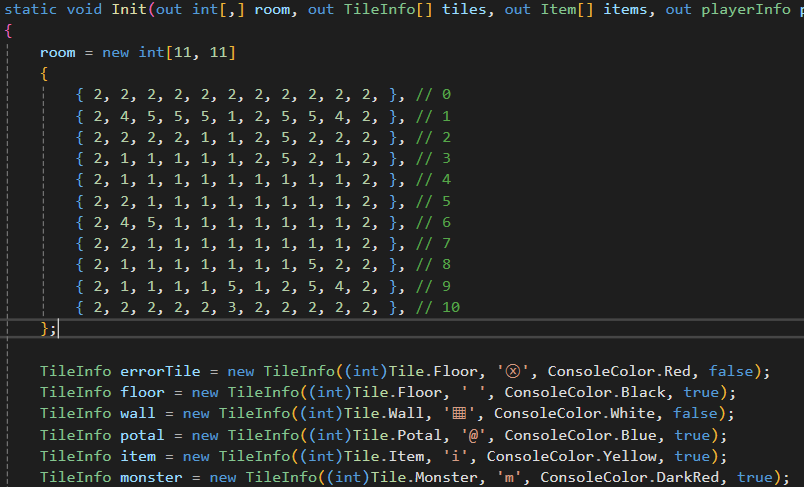 static void Init(out int[,] room, out TileInfo[] tiles, out Item[] items, out playerInfo p
{
room = new int[11, 11]
{
{ 2, 2, 2, 2, 2, 2, 2, 2, 2, 2, 2, }, // 0
{ 2, 4, 5, 5, 5, 1, 2, 5, 5, 4, 2, }, // 1
{ 2, 2, 2, 2, 1, 1, 2, 5, 2, 2, 2, }, // 2
{ 2, 1, 1, 1, 1, 1, 2, 5, 2, 1, 2, }, // 3
{ 2, 1, 1, 1, 1, 1, 1, 1, 1, 1, 2, }, // 4
{ 2, 2, 1, 1, 1, 1, 1, 1, 1, 1, 2, }, // 5
{ 2, 4, 5, 1, 1, 1, 1, 1, 1, 1, 2, }, // 6
{ 2, 2, 1, 1, 1, 1, 1, 1, 1, 1, 2, }, // 7
{ 2, 1, 1, 1, 1, 1, 1, 1, 5, 2, 2, }, // 8
{ 2, 1, 1, 1, 1, 5, 1, 2, 5, 4, 2, }, // 9
{ 2, 2, 2, 2, 2, 3, 2, 2, 2, 2, 2, }, // 10
};
TileInfo errorTile = new TileInfo((int)Tile.Floor, 'ⓧ', ConsoleColor.Red, false);
TileInfo floor = new TileInfo((int)Tile.Floor, ' ', ConsoleColor.Black, true);
TileInfo wall = new TileInfo((int)Tile.Wall, '▦', ConsoleColor.White, false);
TileInfo potal = new TileInfo((int)Tile.Potal, '@', ConsoleColor.Blue, true);
TileInfo item = new TileInfo((int)Tile.Item, 'i', ConsoleColor.Yellow, true);
TileInfo monster = new TileInfo((int)Tile.Monster, 'm', ConsoleColor.DarkRed, true);